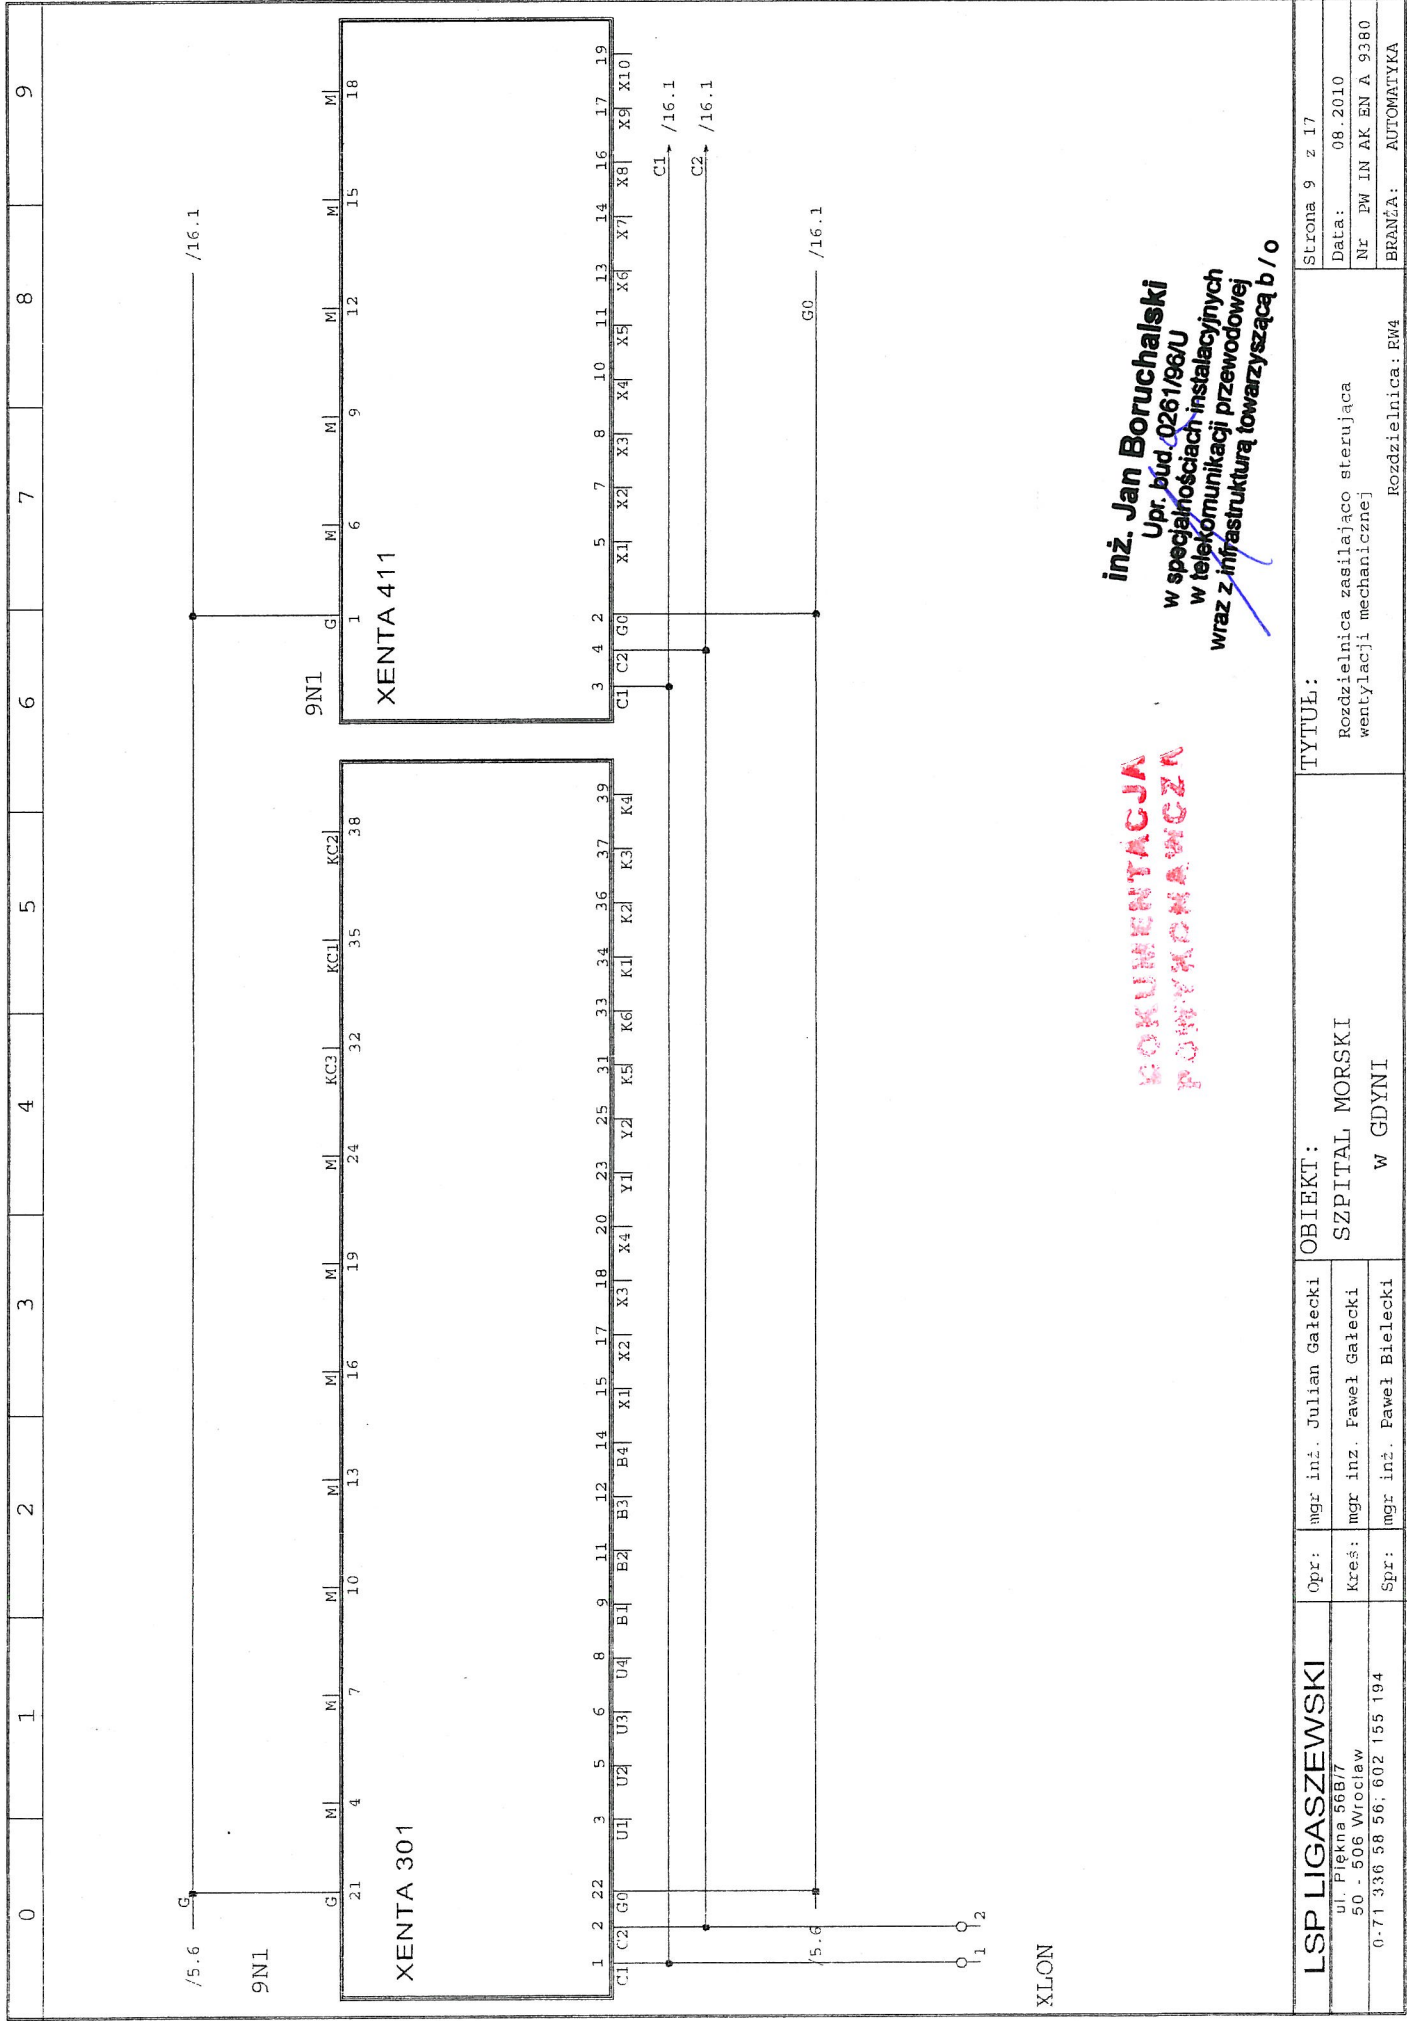 0 1 2 3 4 5 6 7 8 9
/5.6 G /16.1
9N1 9N1
G M M M M M M M KC3 KC1 KC2
21 4 7 10 13 16 19 24 32 35 38
XENTA 301
1 2 22 3 5 6 8 9 11 12 14 15 17 18 20 23 25 31 33 34 36 37 39
C1 C2 G0 U1 U2 U3 U4 B1 B2 B3 B4 X1 X2 X3 X4 Y1 Y2 K5 K6 K1 K2 K3 K4
G M M M M M
1 6 9 12 15 18
XENTA 411
3 4 2 5 7 8 10 11 13 14 16 17 19
C1 C2 G0 X1 X2 X3 X4 X5 X6 X7 X8 X9 X10
C1 /16.1
C2 /16.1
/5.6 G0 /16.1
1 2
XLON
DOKUMENTACJA
POWYKONAWCZA
inż. Jan Boruchalski
Upr. bud. 0261/96/U
w specjalnościach instalacyjnych
w telekomunikacji przewodowej
wraz z infrastrukturą towarzyszącą b/o
LSP LIGASZEWSKI
ul. Piękna 56B/7
50 - 506 Wrocław
0-71 336 58 56; 602 155 194
Opr: mgr inż. Julian Gałecki
Kreś: mgr inż. Paweł Gałecki
Spr: mgr inż. Paweł Bielecki
OBIEKT:
SZPITAL MORSKI
W GDYNI
TYTUŁ:
Rozdzielnica zasilająco sterująca
wentylacji mechanicznej
Rozdzielnica: RW4
Strona 9 z 17
Data: 08.2010
Nr PW IN AK EN A 9380
BRANŻA: AUTOMATYKA